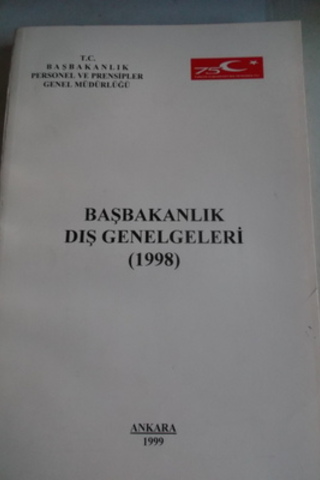 T.C.
BAŞBAKANLIK
PERSONEL VE PRENSİPLER
GENEL MÜDÜRLÜĞÜ
75
BAŞBAKANLIK
DIŞ GENELGELERİ
(1998)
ANKARA
1999